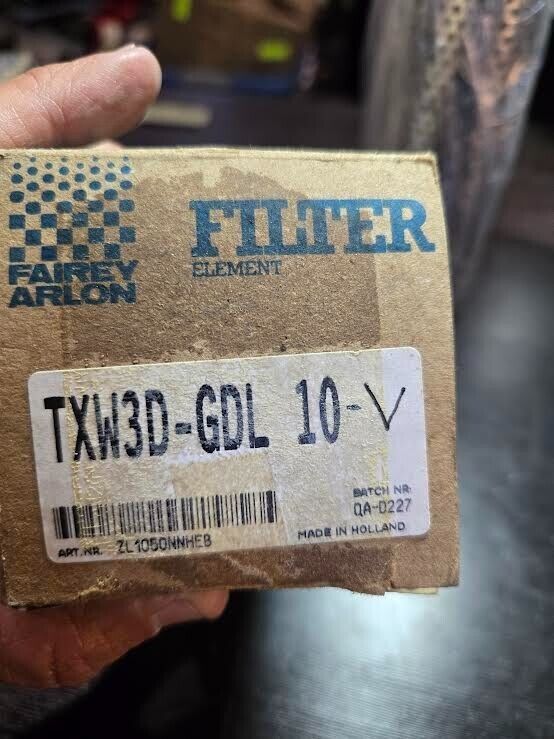 FAIREY
ARLON
FILTER
ELEMENT
TXW3D-GDL 10-V
BATCH NR.
QA-0227
ART. NR. ZL1050NNHEB
MADE IN HOLLAND